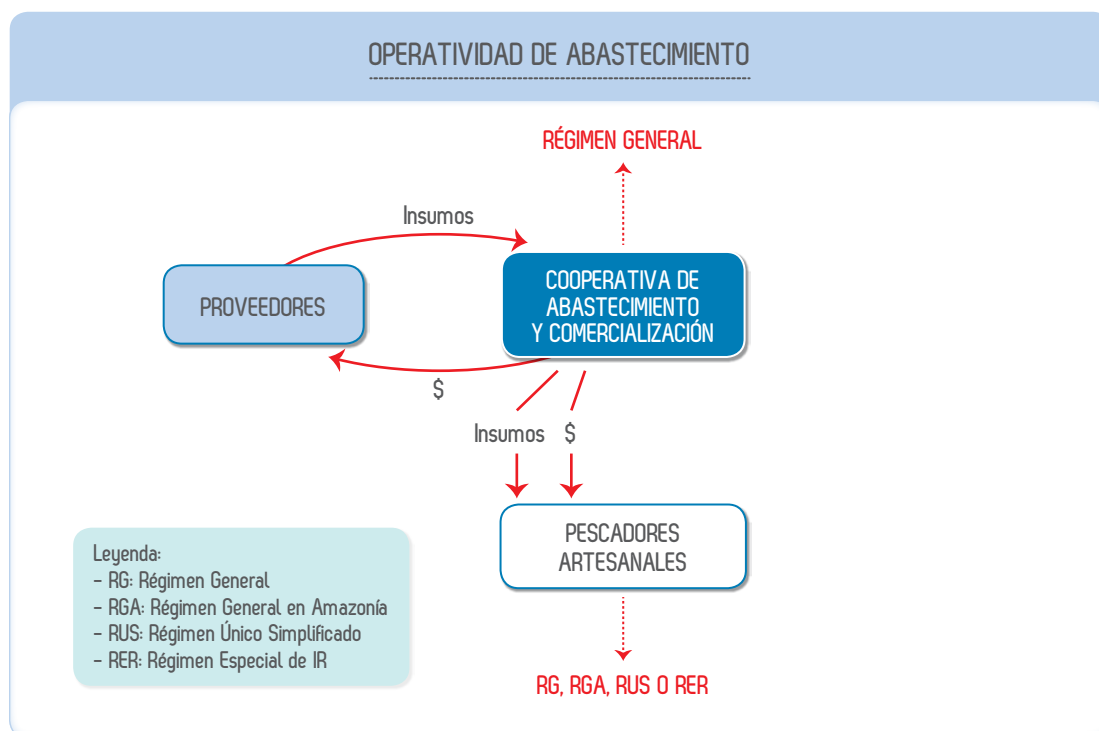 OPERATIVIDAD DE ABASTECIMIENTO
RÉGIMEN GENERAL
Insumos
PROVEEDORES
COOPERATIVA DE
ABASTECIMIENTO
Y COMERCIALIZACIÓN
$
Insumos $
PESCADORES
ARTESANALES
Leyenda:
- RG: Régimen General
- RGA: Régimen General en Amazonía
- RUS: Régimen Único Simplificado
- RER: Régimen Especial de IR
RG, RGA, RUS O RER